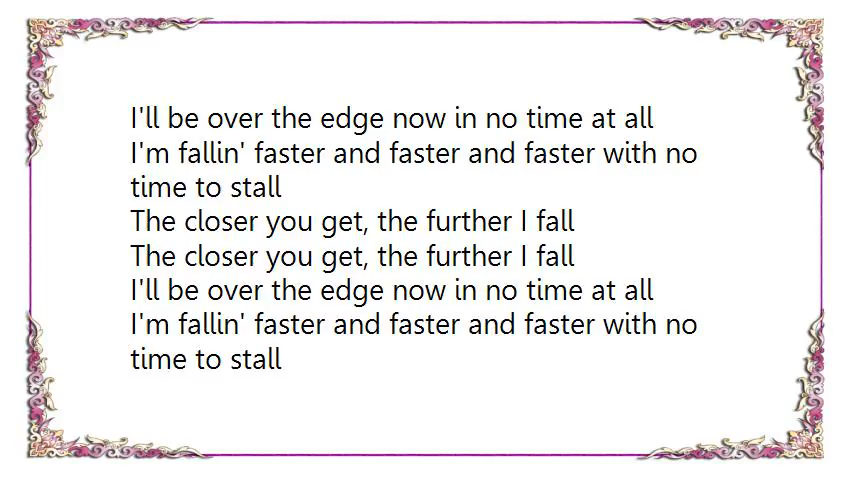 I'll be over the edge now in no time at all
I'm fallin' faster and faster and faster with no
time to stall
The closer you get, the further I fall
The closer you get, the further I fall
I'll be over the edge now in no time at all
I'm fallin' faster and faster and faster with no
time to stall